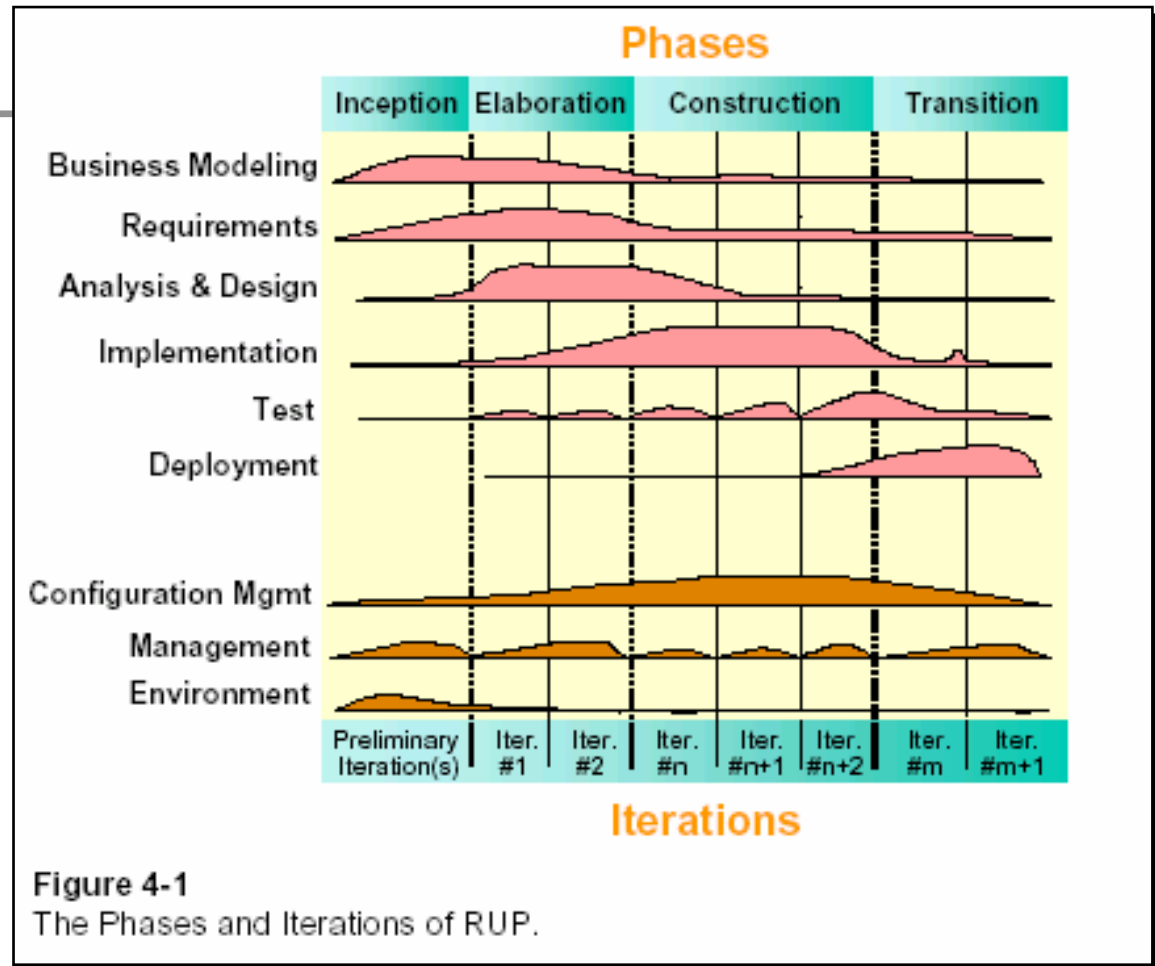 Phases
Inception Elaboration Construction Transition
Business Modeling
Requirements
Analysis & Design
Implementation
Test
Deployment
Configuration Mgmt
Management
Environment
Preliminary Iter. Iter. Iter. Iter. Iter. Iter. Iter.
Iteration(s) #1 #2 #n #n+1 #n+2 #m #m+1
Iterations
Figure 4-1
The Phases and Iterations of RUP.